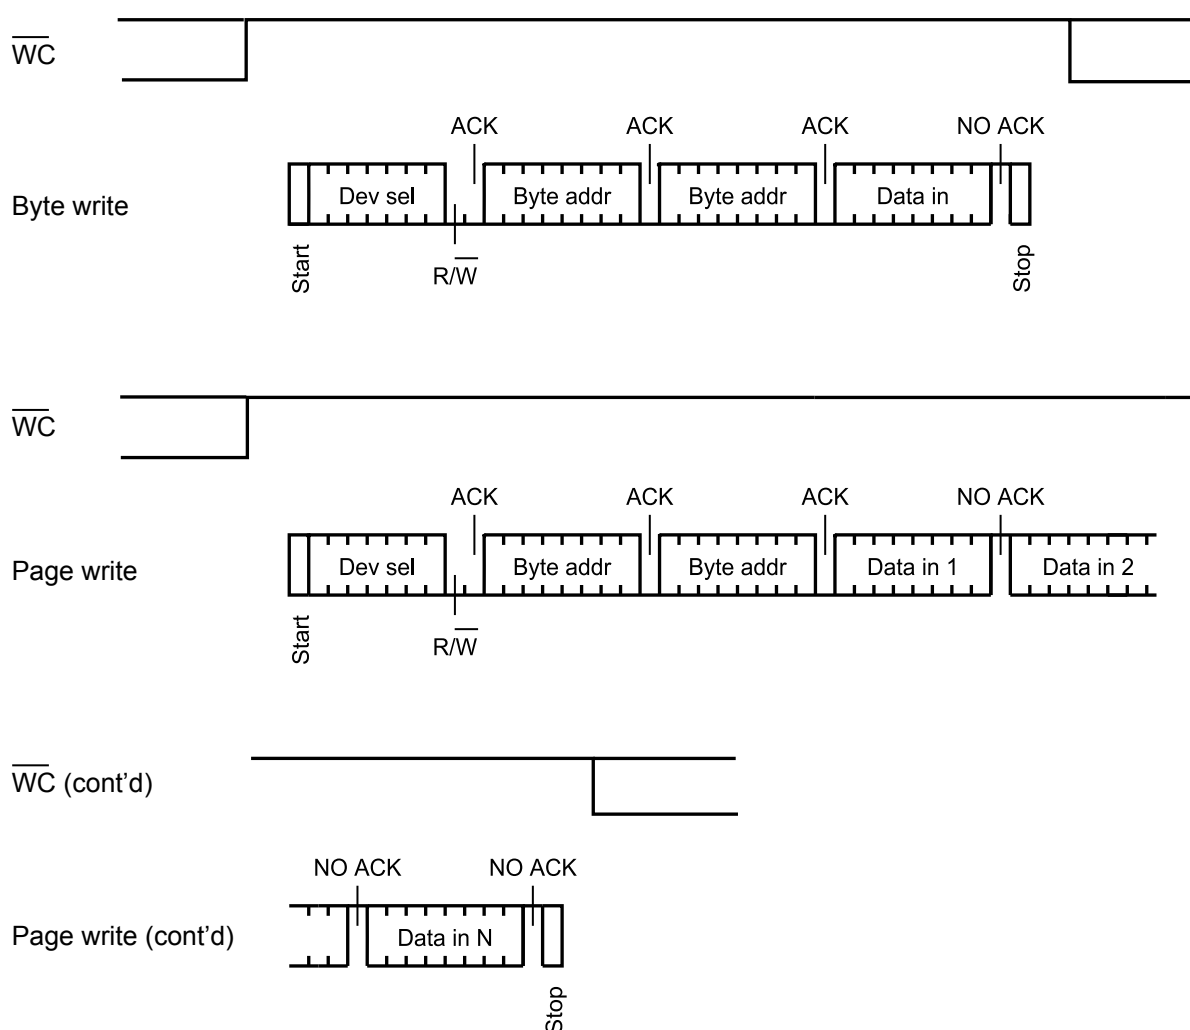 WC
ACK ACK ACK NO ACK
Byte write Dev sel Byte addr Byte addr Data in
Start R/W Stop
WC
ACK ACK ACK NO ACK
Page write Dev sel Byte addr Byte addr Data in 1 Data in 2
Start R/W
WC (cont’d)
NO ACK NO ACK
Page write (cont’d) Data in N
Stop